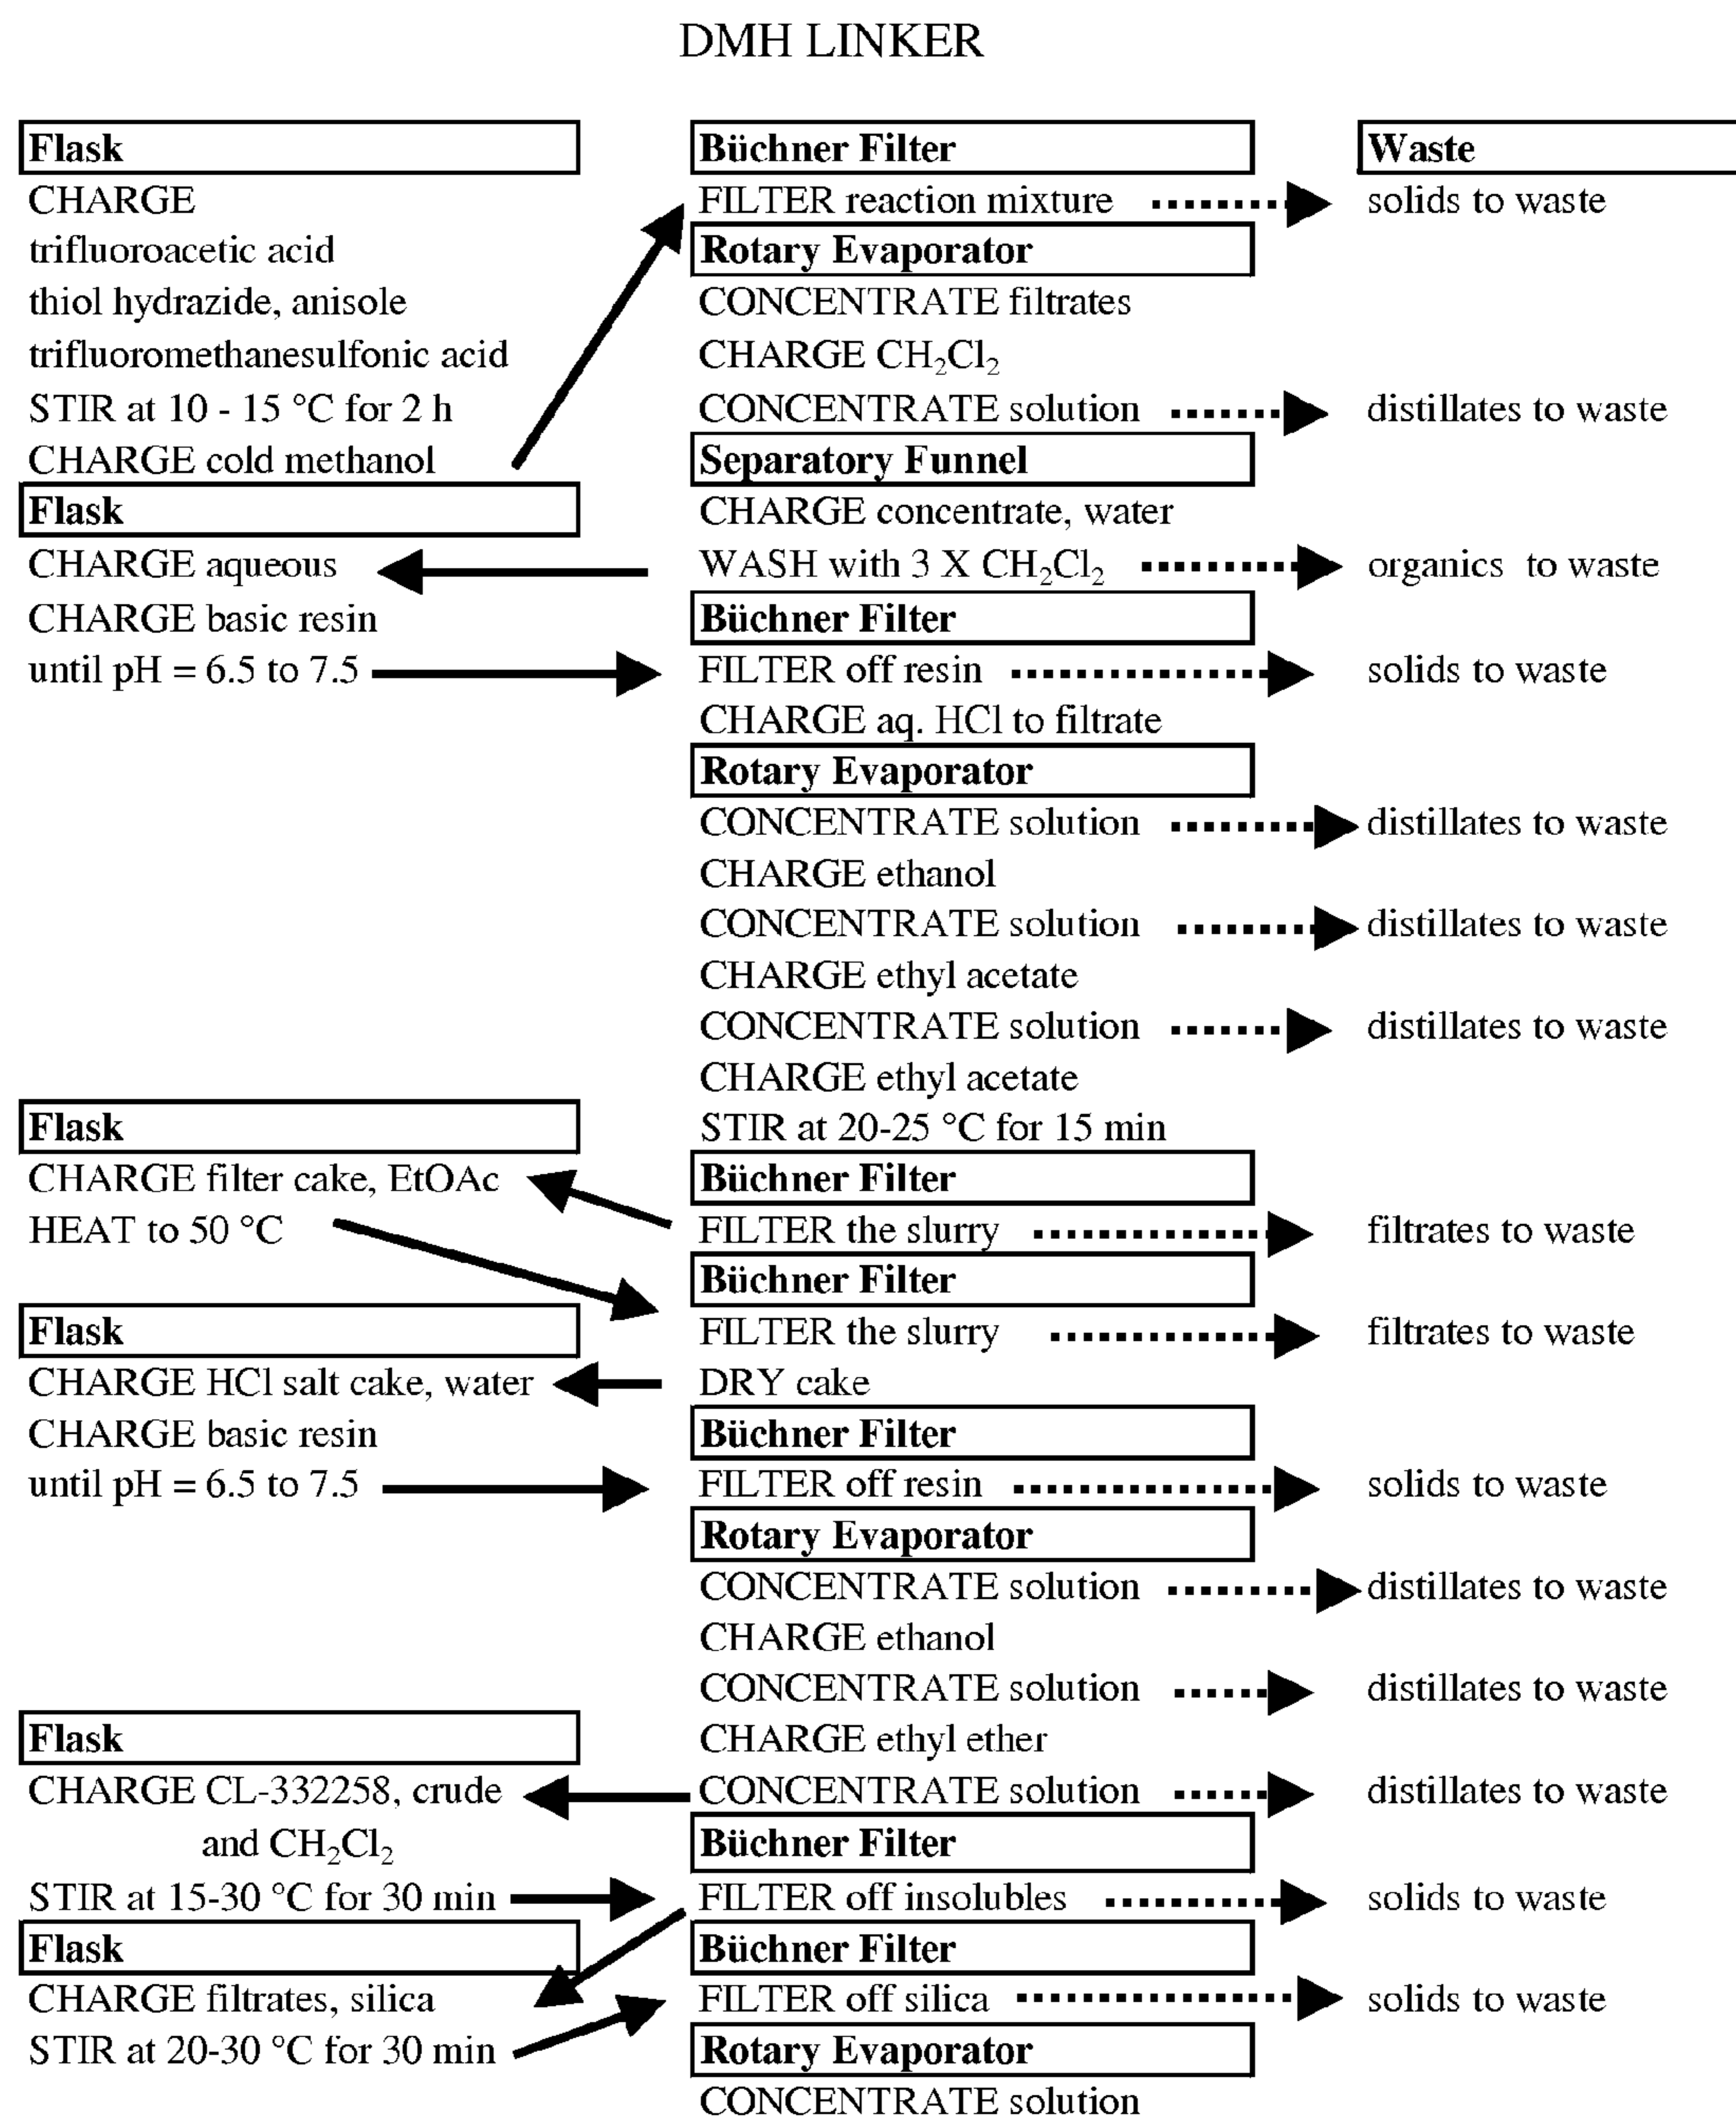 DMH LINKER
Flask
CHARGE
trifluoroacetic acid
thiol hydrazide, anisole
trifluoromethanesulfonic acid
STIR at 10 - 15 °C for 2 h
CHARGE cold methanol
Flask
CHARGE aqueous
CHARGE basic resin
until pH = 6.5 to 7.5
Flask
CHARGE filter cake, EtOAc
HEAT to 50 °C
Flask
CHARGE HCl salt cake, water
CHARGE basic resin
until pH = 6.5 to 7.5
Flask
CHARGE CL-332258, crude
and CH₂Cl₂
STIR at 15-30 °C for 30 min
Flask
CHARGE filtrates, silica
STIR at 20-30 °C for 30 min
Büchner Filter
FILTER reaction mixture
Rotary Evaporator
CONCENTRATE filtrates
CHARGE CH₂Cl₂
CONCENTRATE solution
Separatory Funnel
CHARGE concentrate, water
WASH with 3 X CH₂Cl₂
Büchner Filter
FILTER off resin
CHARGE aq. HCl to filtrate
Rotary Evaporator
CONCENTRATE solution
CHARGE ethanol
CONCENTRATE solution
CHARGE ethyl acetate
CONCENTRATE solution
CHARGE ethyl acetate
STIR at 20-25 °C for 15 min
Büchner Filter
FILTER the slurry
Büchner Filter
FILTER the slurry
DRY cake
Büchner Filter
FILTER off resin
Rotary Evaporator
CONCENTRATE solution
CHARGE ethanol
CONCENTRATE solution
CHARGE ethyl ether
CONCENTRATE solution
Büchner Filter
FILTER off insolubles
Büchner Filter
FILTER off silica
Rotary Evaporator
CONCENTRATE solution
Waste
solids to waste
distillates to waste
organics to waste
solids to waste
distillates to waste
distillates to waste
distillates to waste
filtrates to waste
filtrates to waste
solids to waste
distillates to waste
distillates to waste
distillates to waste
solids to waste
solids to waste